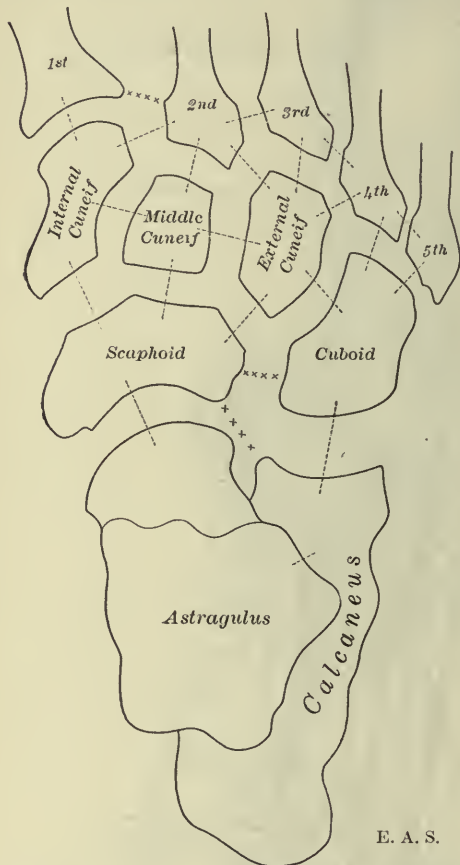 1st
2nd
3rd
4th
5th
Internal
Cuneif
Middle
Cuneif
External
Cuneif
Scaphoid
Cuboid
Astragulus
Calcaneus
E. A. S.